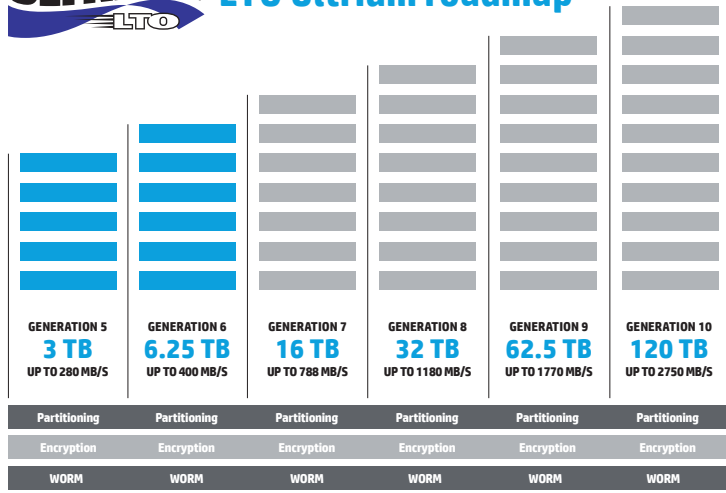 LTO Ultrium roadmap
LTO
GENERATION 5
3 TB
UP TO 280 MB/S
GENERATION 6
6.25 TB
UP TO 400 MB/S
GENERATION 7
16 TB
UP TO 788 MB/S
GENERATION 8
32 TB
UP TO 1180 MB/S
GENERATION 9
62.5 TB
UP TO 1770 MB/S
GENERATION 10
120 TB
UP TO 2750 MB/S
Partitioning Partitioning Partitioning Partitioning Partitioning Partitioning
Encryption Encryption Encryption Encryption Encryption Encryption
WORM WORM WORM WORM WORM WORM